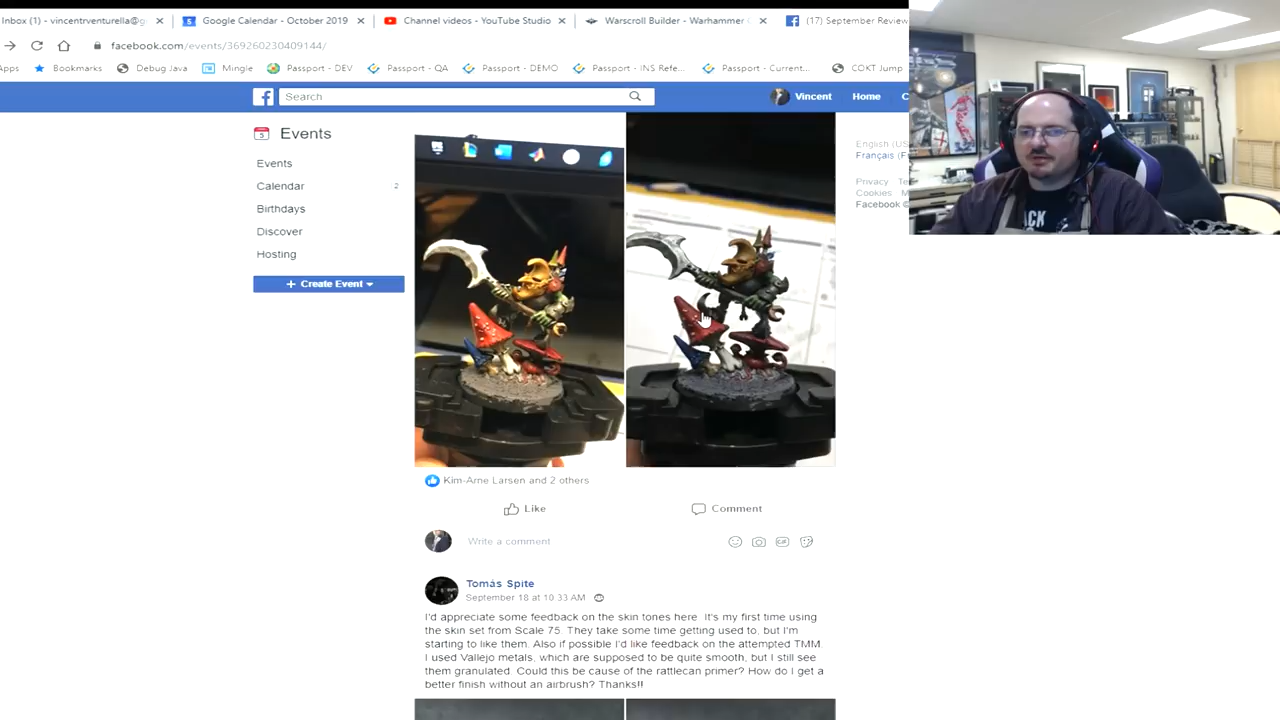 Inbox (1) - vincentrventurella@g
Google Calendar - October 2019
Channel videos - YouTube Studio
Warscroll Builder - Warhammer
(17) September Review
facebook.com/events/369260230409144/
Apps
Bookmarks
Debug Java
Mingle
Passport - DEV
Passport - QA
Passport - DEMO
Passport - INS Refe...
Passport - Current...
COKT Jump
Search
Vincent
Home
C
5
Events
English (US
Français (F
Events
Calendar
2
Privacy Te
Birthdays
Cookies M
Facebook ©
Discover
Hosting
+ Create Event
Kim-Arne Larsen and 2 others
Like
Comment
Write a comment
GIF
Tomás Spite
September 18 at 10:33 AM
I'd appreciate some feedback on the skin tones here. It's my first time using
the skin set from Scale 75. They take some time getting used to, but I'm
starting to like them. Also if possible I'd like feedback on the attempted TMM.
I used Vallejo metals, which are supposed to be quite smooth, but I still see
them granulated. Could this be cause of the rattlecan primer? How do I get a
better finish without an airbrush? Thanks!!